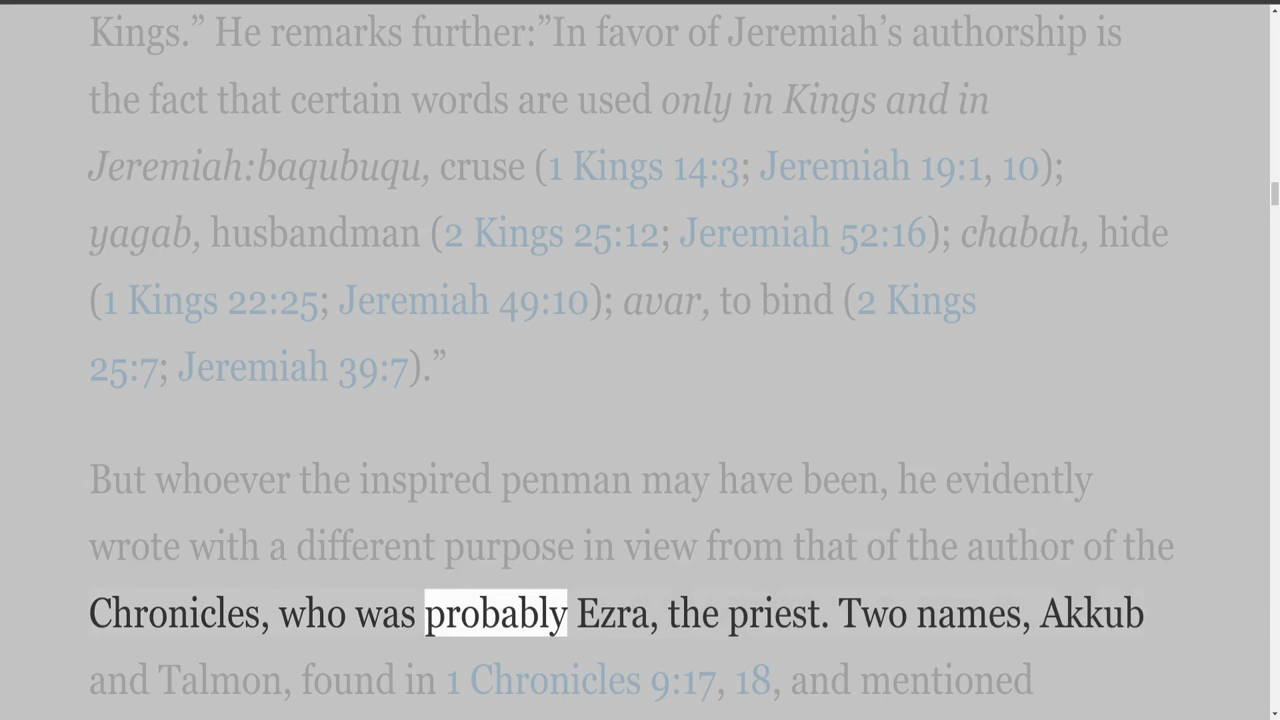 Kings.” He remarks further:”In favor of Jeremiah’s authorship is
the fact that certain words are used only in Kings and in
Jeremiah:baqubuqu, cruse (1 Kings 14:3; Jeremiah 19:1, 10);
yagab, husbandman (2 Kings 25:12; Jeremiah 52:16); chabah, hide
(1 Kings 22:25; Jeremiah 49:10); avar, to bind (2 Kings
25:7; Jeremiah 39:7).”
But whoever the inspired penman may have been, he evidently
wrote with a different purpose in view from that of the author of the
Chronicles, who was probably Ezra, the priest. Two names, Akkub
and Talmon, found in 1 Chronicles 9:17, 18, and mentioned